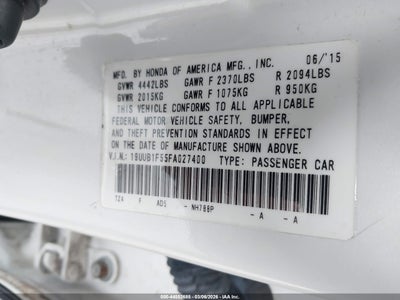 MFD. BY HONDA OF AMERICA MFG., INC. 06/15
GVWR 4442LBS GAWR F 2370LBS R 2094LBS
GVWR 2015KG GAWR F 1075KG R 950KG
THIS VEHICLE CONFORMS TO ALL APPLICABLE
FEDERAL MOTOR VEHICLE SAFETY, BUMPER,
AND THEFT PREVENTION STANDARDS IN EFFECT
ON THE DATE OF MANUFACTURE SHOWN ABOVE.
V.I.N.: 19UUB1F55FA027400 TYPE: PASSENGER CAR
TZ4 F AD5 - NH788P - A - A